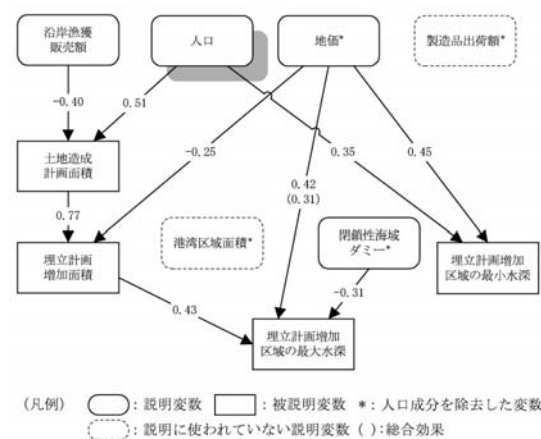 沿岸漁獲
販売額
人口
地価*
製造品出荷額*
-0.40
0.51
-0.25
0.35
0.45
土地造成
計画面積
0.42
(0.31)
0.77
港湾区域面積*
閉鎖性海域
ダミー*
埋立計画
増加面積
埋立計画増加
区域の最小水深
-0.31
0.43
埋立計画増加
区域の最大水深
(凡例) : 説明変数 : 被説明変数 *: 人口成分を除去した変数
: 説明に使われていない説明変数 ( ): 総合効果